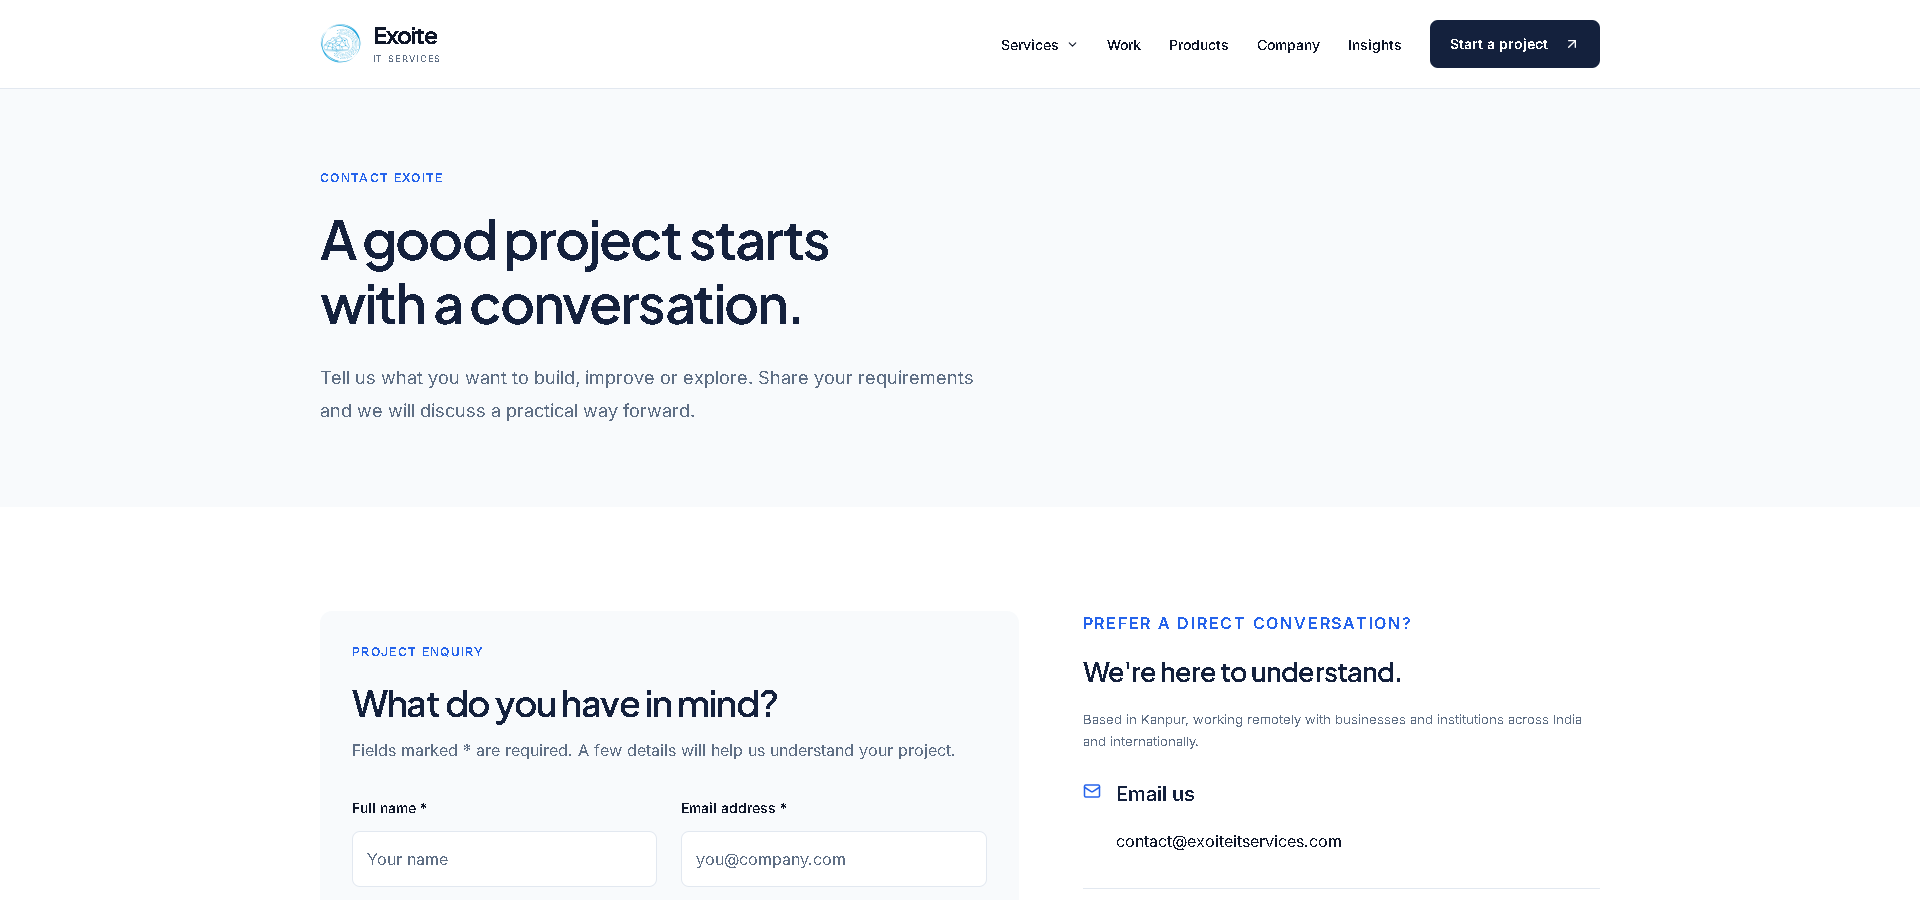 Exoite
IT SERVICES
Services
Work
Products
Company
Insights
Start a project
CONTACT EXOITE
A good project starts
with a conversation.
Tell us what you want to build, improve or explore. Share your requirements
and we will discuss a practical way forward.
PROJECT ENQUIRY
What do you have in mind?
Fields marked * are required. A few details will help us understand your project.
Full name *
Email address *
Your name
you@company.com
PREFER A DIRECT CONVERSATION?
We're here to understand.
Based in Kanpur, working remotely with businesses and institutions across India
and internationally.
Email us
contact@exoiteitservices.com